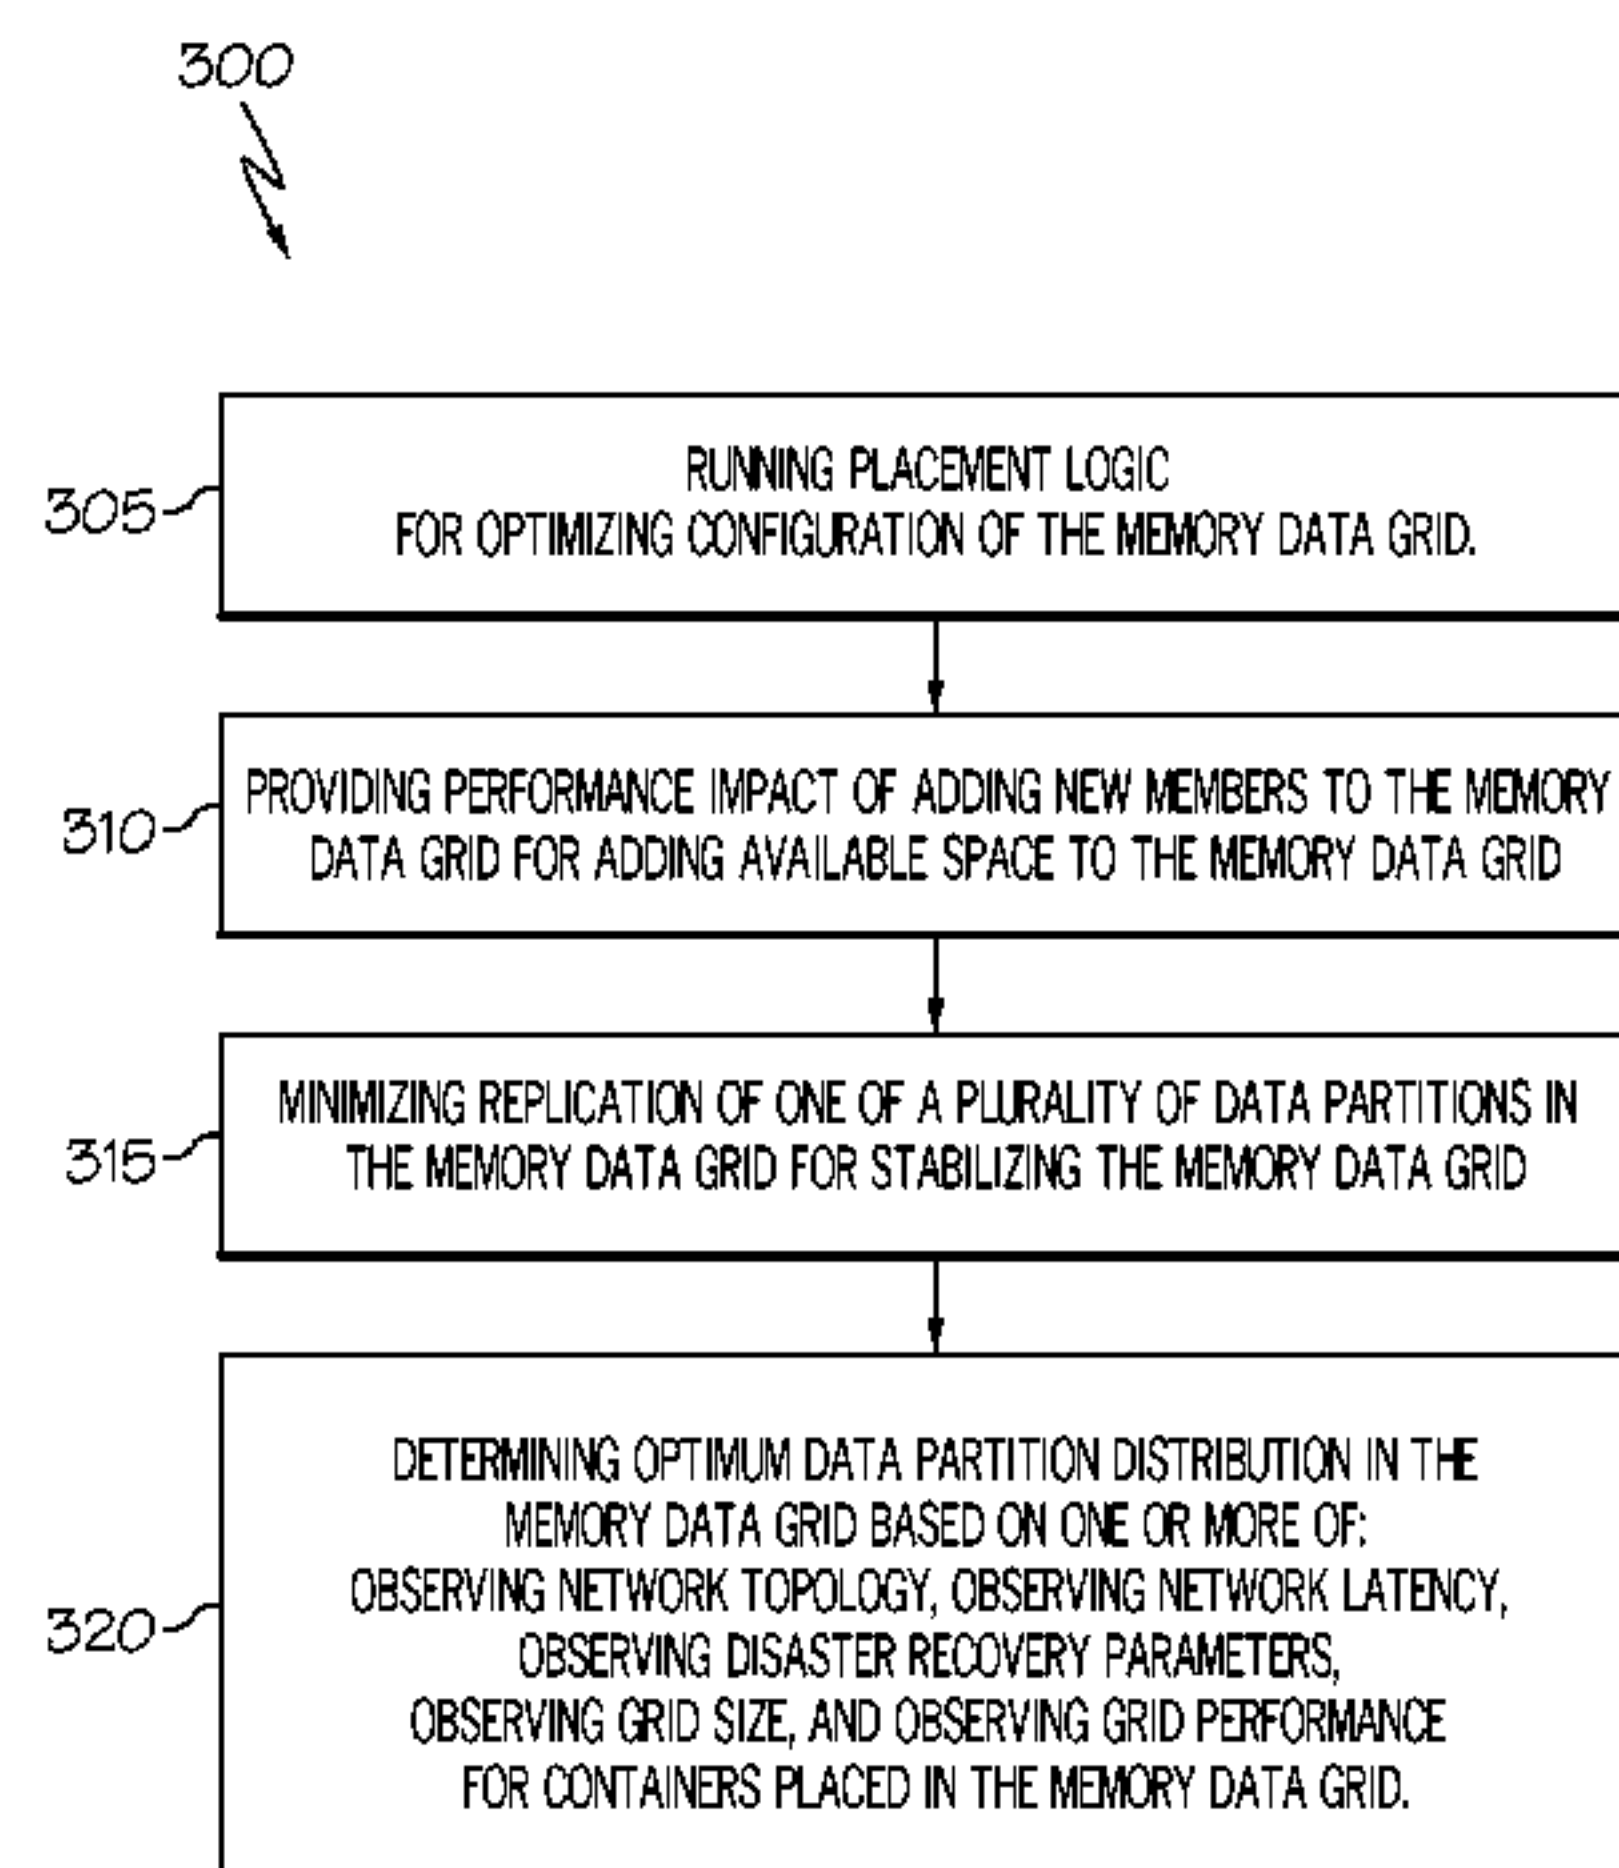 300
305
RUNNING PLACEMENT LOGIC
FOR OPTIMIZING CONFIGURATION OF THE MEMORY DATA GRID.
310
PROVIDING PERFORMANCE IMPACT OF ADDING NEW MEMBERS TO THE MEMORY
DATA GRID FOR ADDING AVAILABLE SPACE TO THE MEMORY DATA GRID
315
MINIMIZING REPLICATION OF ONE OF A PLURALITY OF DATA PARTITIONS IN
THE MEMORY DATA GRID FOR STABILIZING THE MEMORY DATA GRID
320
DETERMINING OPTIMUM DATA PARTITION DISTRIBUTION IN THE
MEMORY DATA GRID BASED ON ONE OR MORE OF:
OBSERVING NETWORK TOPOLOGY, OBSERVING NETWORK LATENCY,
OBSERVING DISASTER RECOVERY PARAMETERS,
OBSERVING GRID SIZE, AND OBSERVING GRID PERFORMANCE
FOR CONTAINERS PLACED IN THE MEMORY DATA GRID.